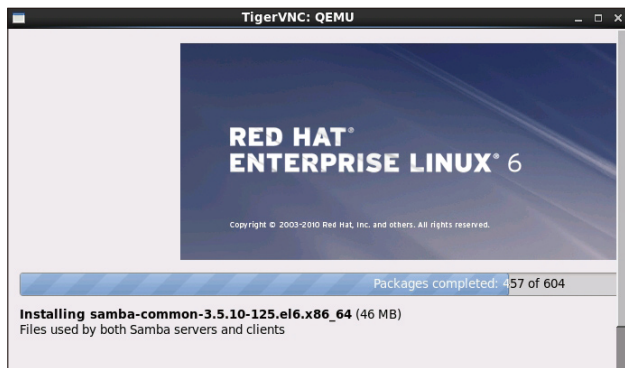 TigerVNC: QEMU
RED HAT®
ENTERPRISE LINUX® 6
Copyright © 2003-2010 Red Hat, Inc. and others. All rights reserved.
Packages completed: 457 of 604
Installing samba-common-3.5.10-125.el6.x86_64 (46 MB)
Files used by both Samba servers and clients